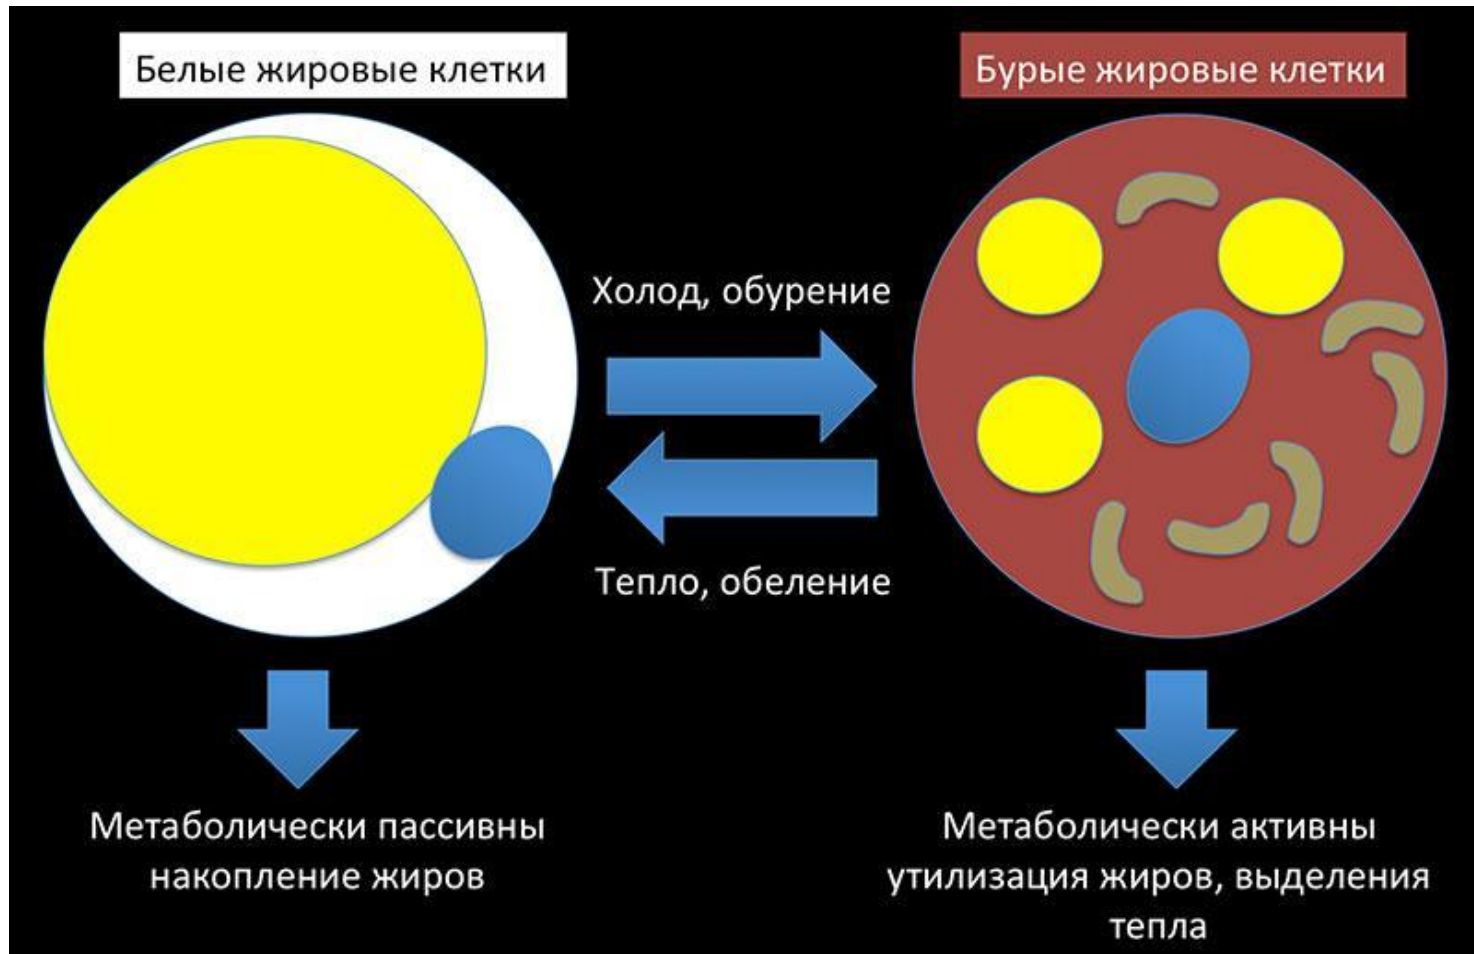 Белые жировые клетки
Бурые жировые клетки
Холод, обурение
Тепло, обеление
Метаболически пассивны
накопление жиров
Метаболически активны
утилизация жиров, выделения
тепла